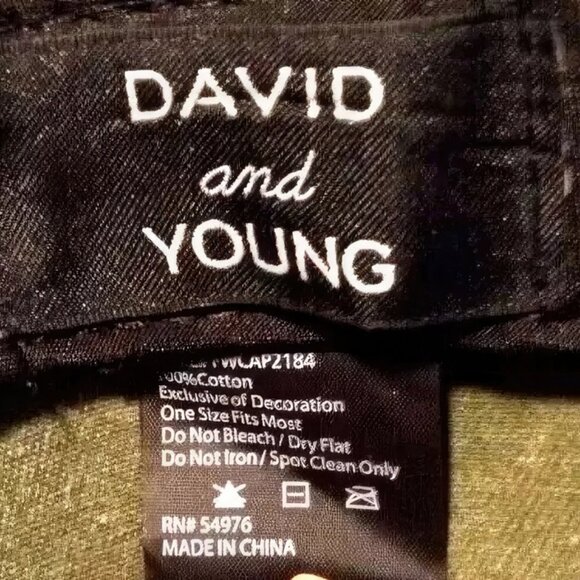 DAVID
and
YOUNG
100%Cotton
Exclusive of Decoration
One Size Fits Most
Do Not Bleach / Dry Flat
Do Not Iron / Spot Clean Only
RN# 54976
MADE IN CHINA